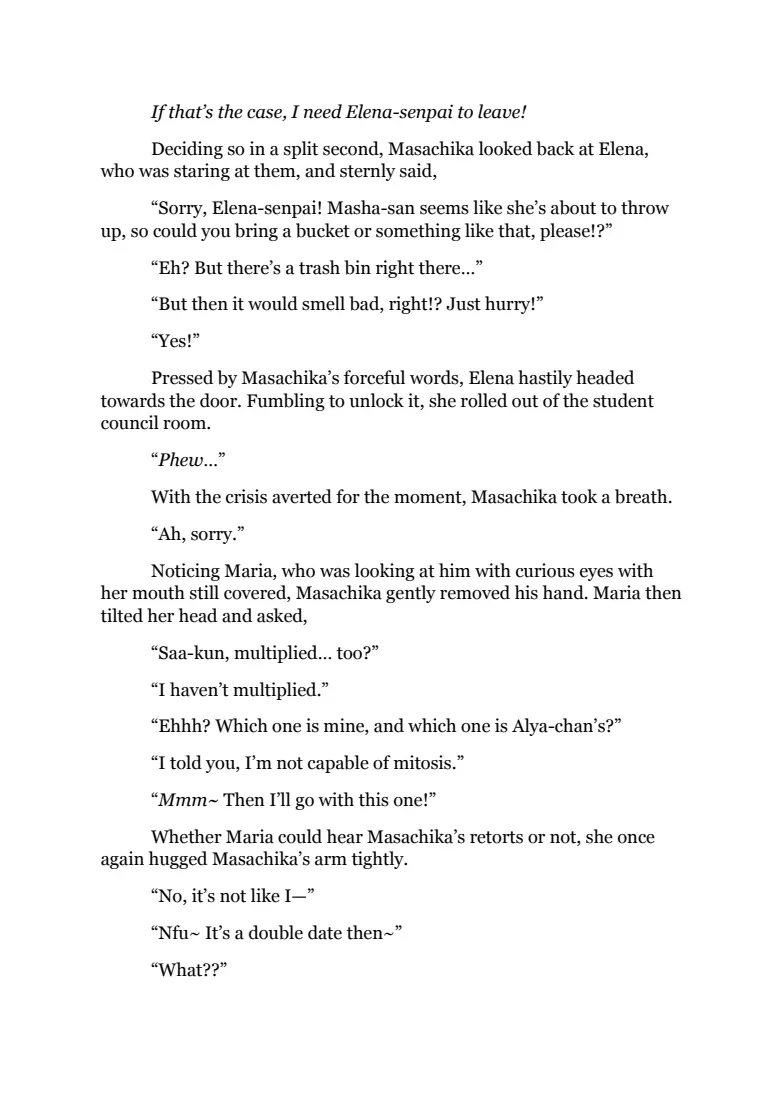 If that’s the case, I need Elena-senpai to leave!
Deciding so in a split second, Masachika looked back at Elena,
who was staring at them, and sternly said,
“Sorry, Elena-senpai! Masha-san seems like she’s about to throw
up, so could you bring a bucket or something like that, please!?”
“Eh? But there’s a trash bin right there…”
“But then it would smell bad, right!? Just hurry!”
“Yes!”
Pressed by Masachika’s forceful words, Elena hastily headed
towards the door. Fumbling to unlock it, she rolled out of the student
council room.
“Phew…”
With the crisis averted for the moment, Masachika took a breath.
“Ah, sorry.”
Noticing Maria, who was looking at him with curious eyes with
her mouth still covered, Masachika gently removed his hand. Maria then
tilted her head and asked,
“Saa-kun, multiplied… too?”
“I haven’t multiplied.”
“Ehhh? Which one is mine, and which one is Alya-chan’s?”
“I told you, I’m not capable of mitosis.”
“Mmm~ Then I’ll go with this one!”
Whether Maria could hear Masachika’s retorts or not, she once
again hugged Masachika’s arm tightly.
“No, it’s not like I—”
“Nfu~ It’s a double date then~”
“What??”